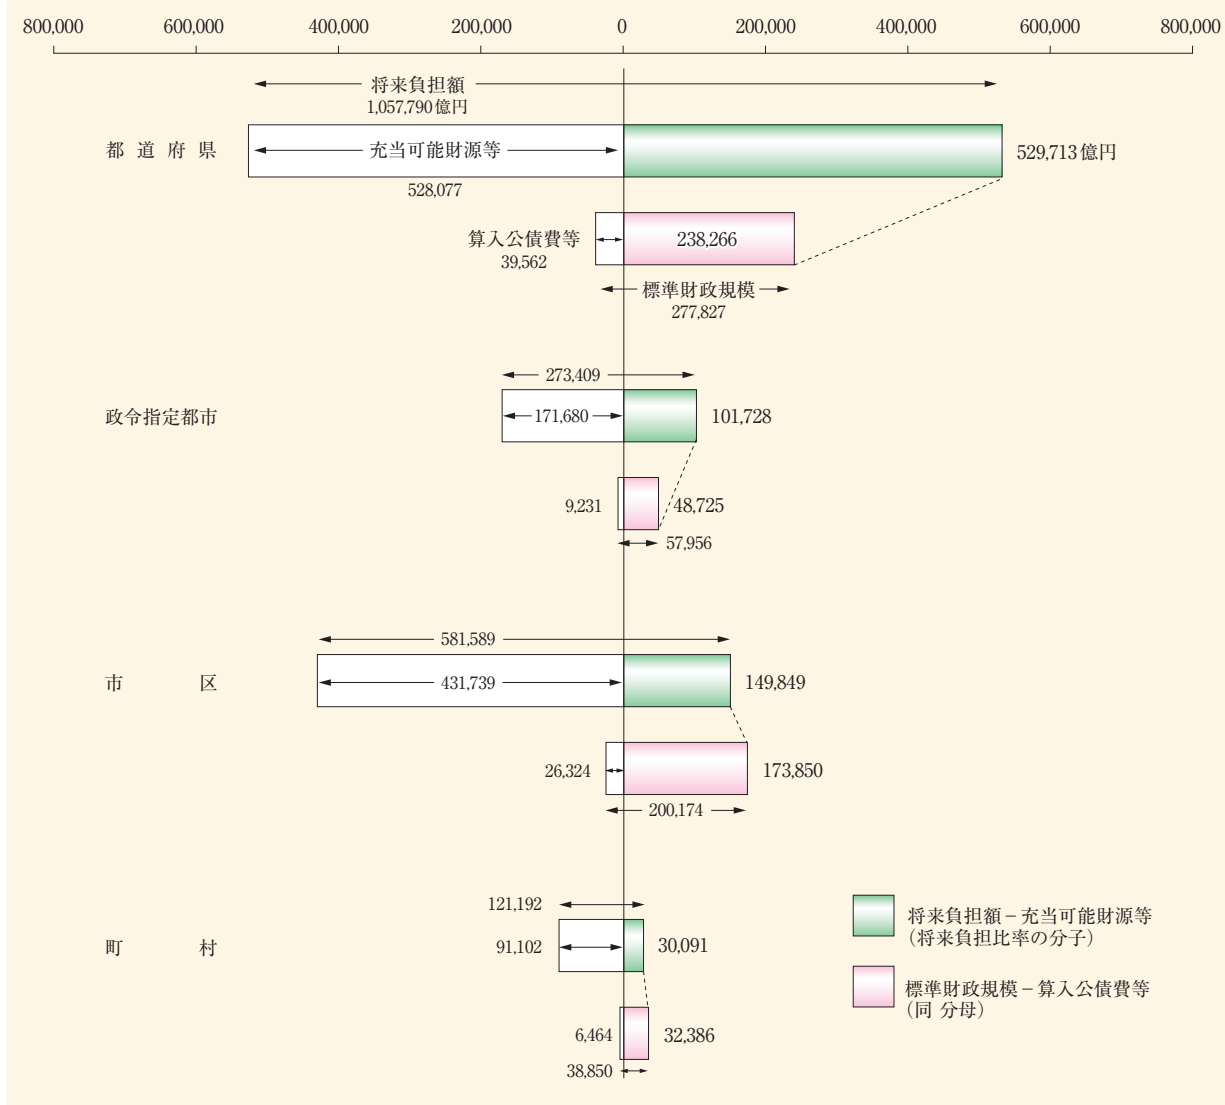 800,000 600,000 400,000 200,000 0 200,000 400,000 600,000 800,000
将来負担額
1,057,790億円
都道府県
充当可能財源等
529,713億円
528,077
算入公債費等
39,562
238,266
標準財政規模
277,827
273,409
政令指定都市
171,680
101,728
9,231
48,725
57,956
581,589
市区
431,739
149,849
26,324
173,850
200,174
121,192
町村
91,102
30,091
6,464
32,386
38,850
将来負担額－充当可能財源等
（将来負担比率の分子）
標準財政規模－算入公債費等
（同 分母）